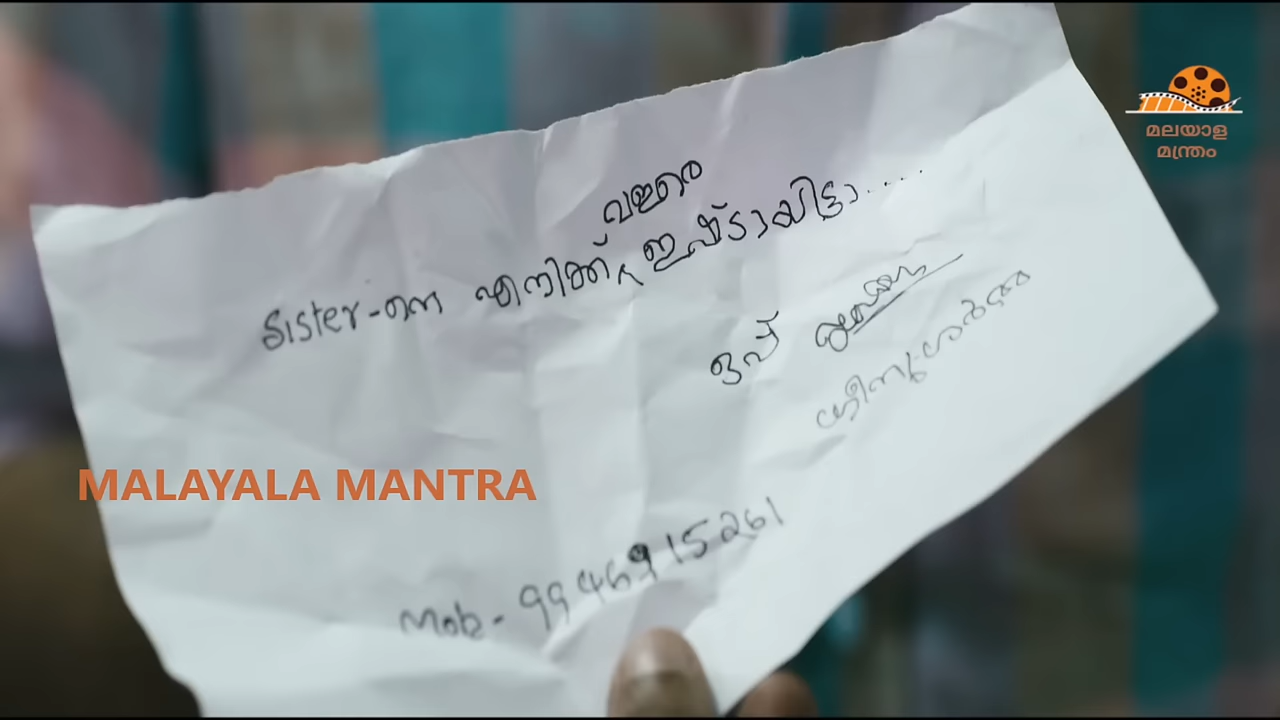 മലയാള
മന്ത്രം
വളരെ
Sister-നെ എനിക്ക് ഇഷ്ടായിട്ടാ....
ഒപ്പ്
MALAYALA MANTRA
Mob- 9946915261